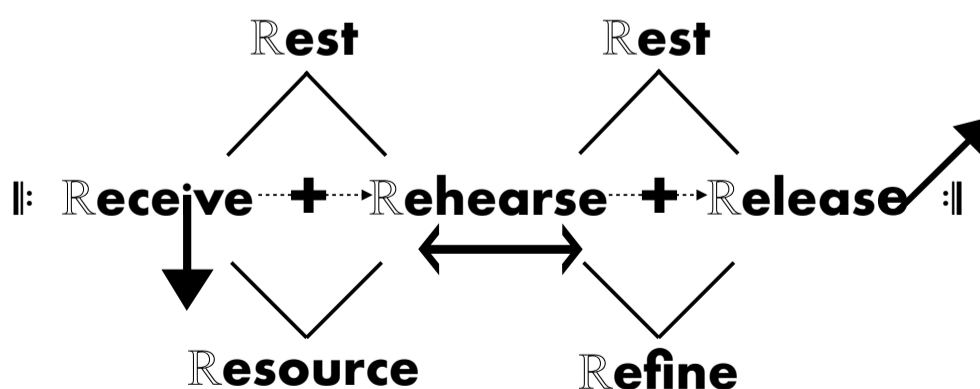 Rest Rest
𝄆 Receive + Rehearse + Release 𝄇
Resource Refine